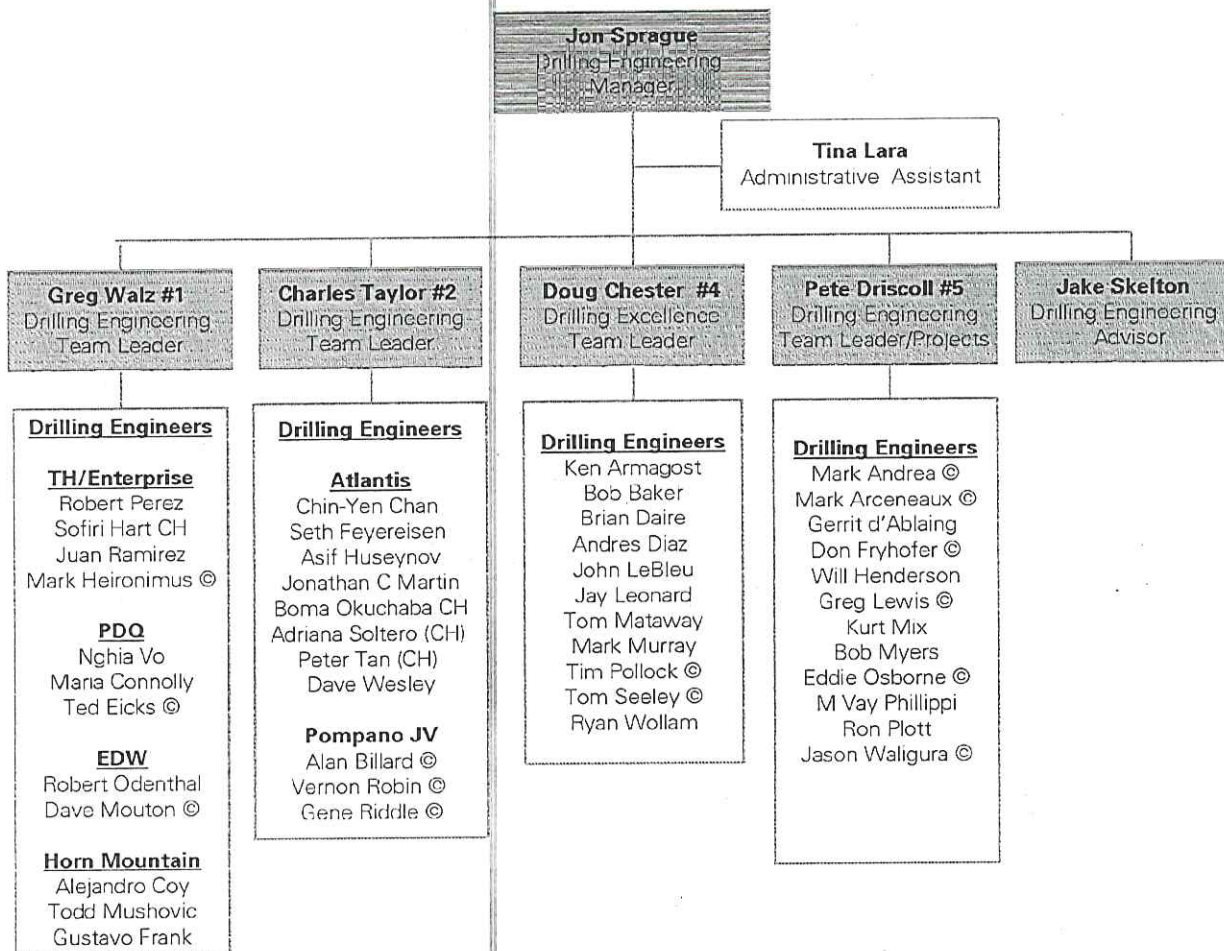 Jon Sprague
Drilling Engineering
Manager
Tina Lara
Administrative Assistant
Greg Walz #1
Drilling Engineering
Team Leader
Charles Taylor #2
Drilling Engineering
Team Leader
Doug Chester #4
Drilling Excellence
Team Leader
Pete Driscoll #5
Drilling Engineering
Team Leader/Projects
Jake Skelton
Drilling Engineering
Advisor
Drilling Engineers
TH/Enterprise
Robert Perez
Sofiri Hart CH
Juan Ramirez
Mark Heironimus ©
PDQ
Nghia Vo
Maria Connolly
Ted Eicks ©
EDW
Robert Odenthal
Dave Mouton ©
Horn Mountain
Alejandro Coy
Todd Mushovic
Gustavo Frank
Drilling Engineers
Atlantis
Chin-Yen Chan
Seth Feyereisen
Asif Huseynov
Jonathan C Martin
Boma Okuchaba CH
Adriana Soltero (CH)
Peter Tan (CH)
Dave Wesley
Pompano JV
Alan Billard ©
Vernon Robin ©
Gene Riddle ©
Drilling Engineers
Ken Armagost
Bob Baker
Brian Daire
Andres Diaz
John LeBleu
Jay Leonard
Tom Mataway
Mark Murray
Tim Pollock ©
Tom Seeley ©
Ryan Wollam
Drilling Engineers
Mark Andrea ©
Mark Arceneaux ©
Gerrit d'Ablaing
Don Fryhofer ©
Will Henderson
Greg Lewis ©
Kurt Mix
Bob Myers
Eddie Osborne ©
M Vay Phillippi
Ron Plott
Jason Waligura ©